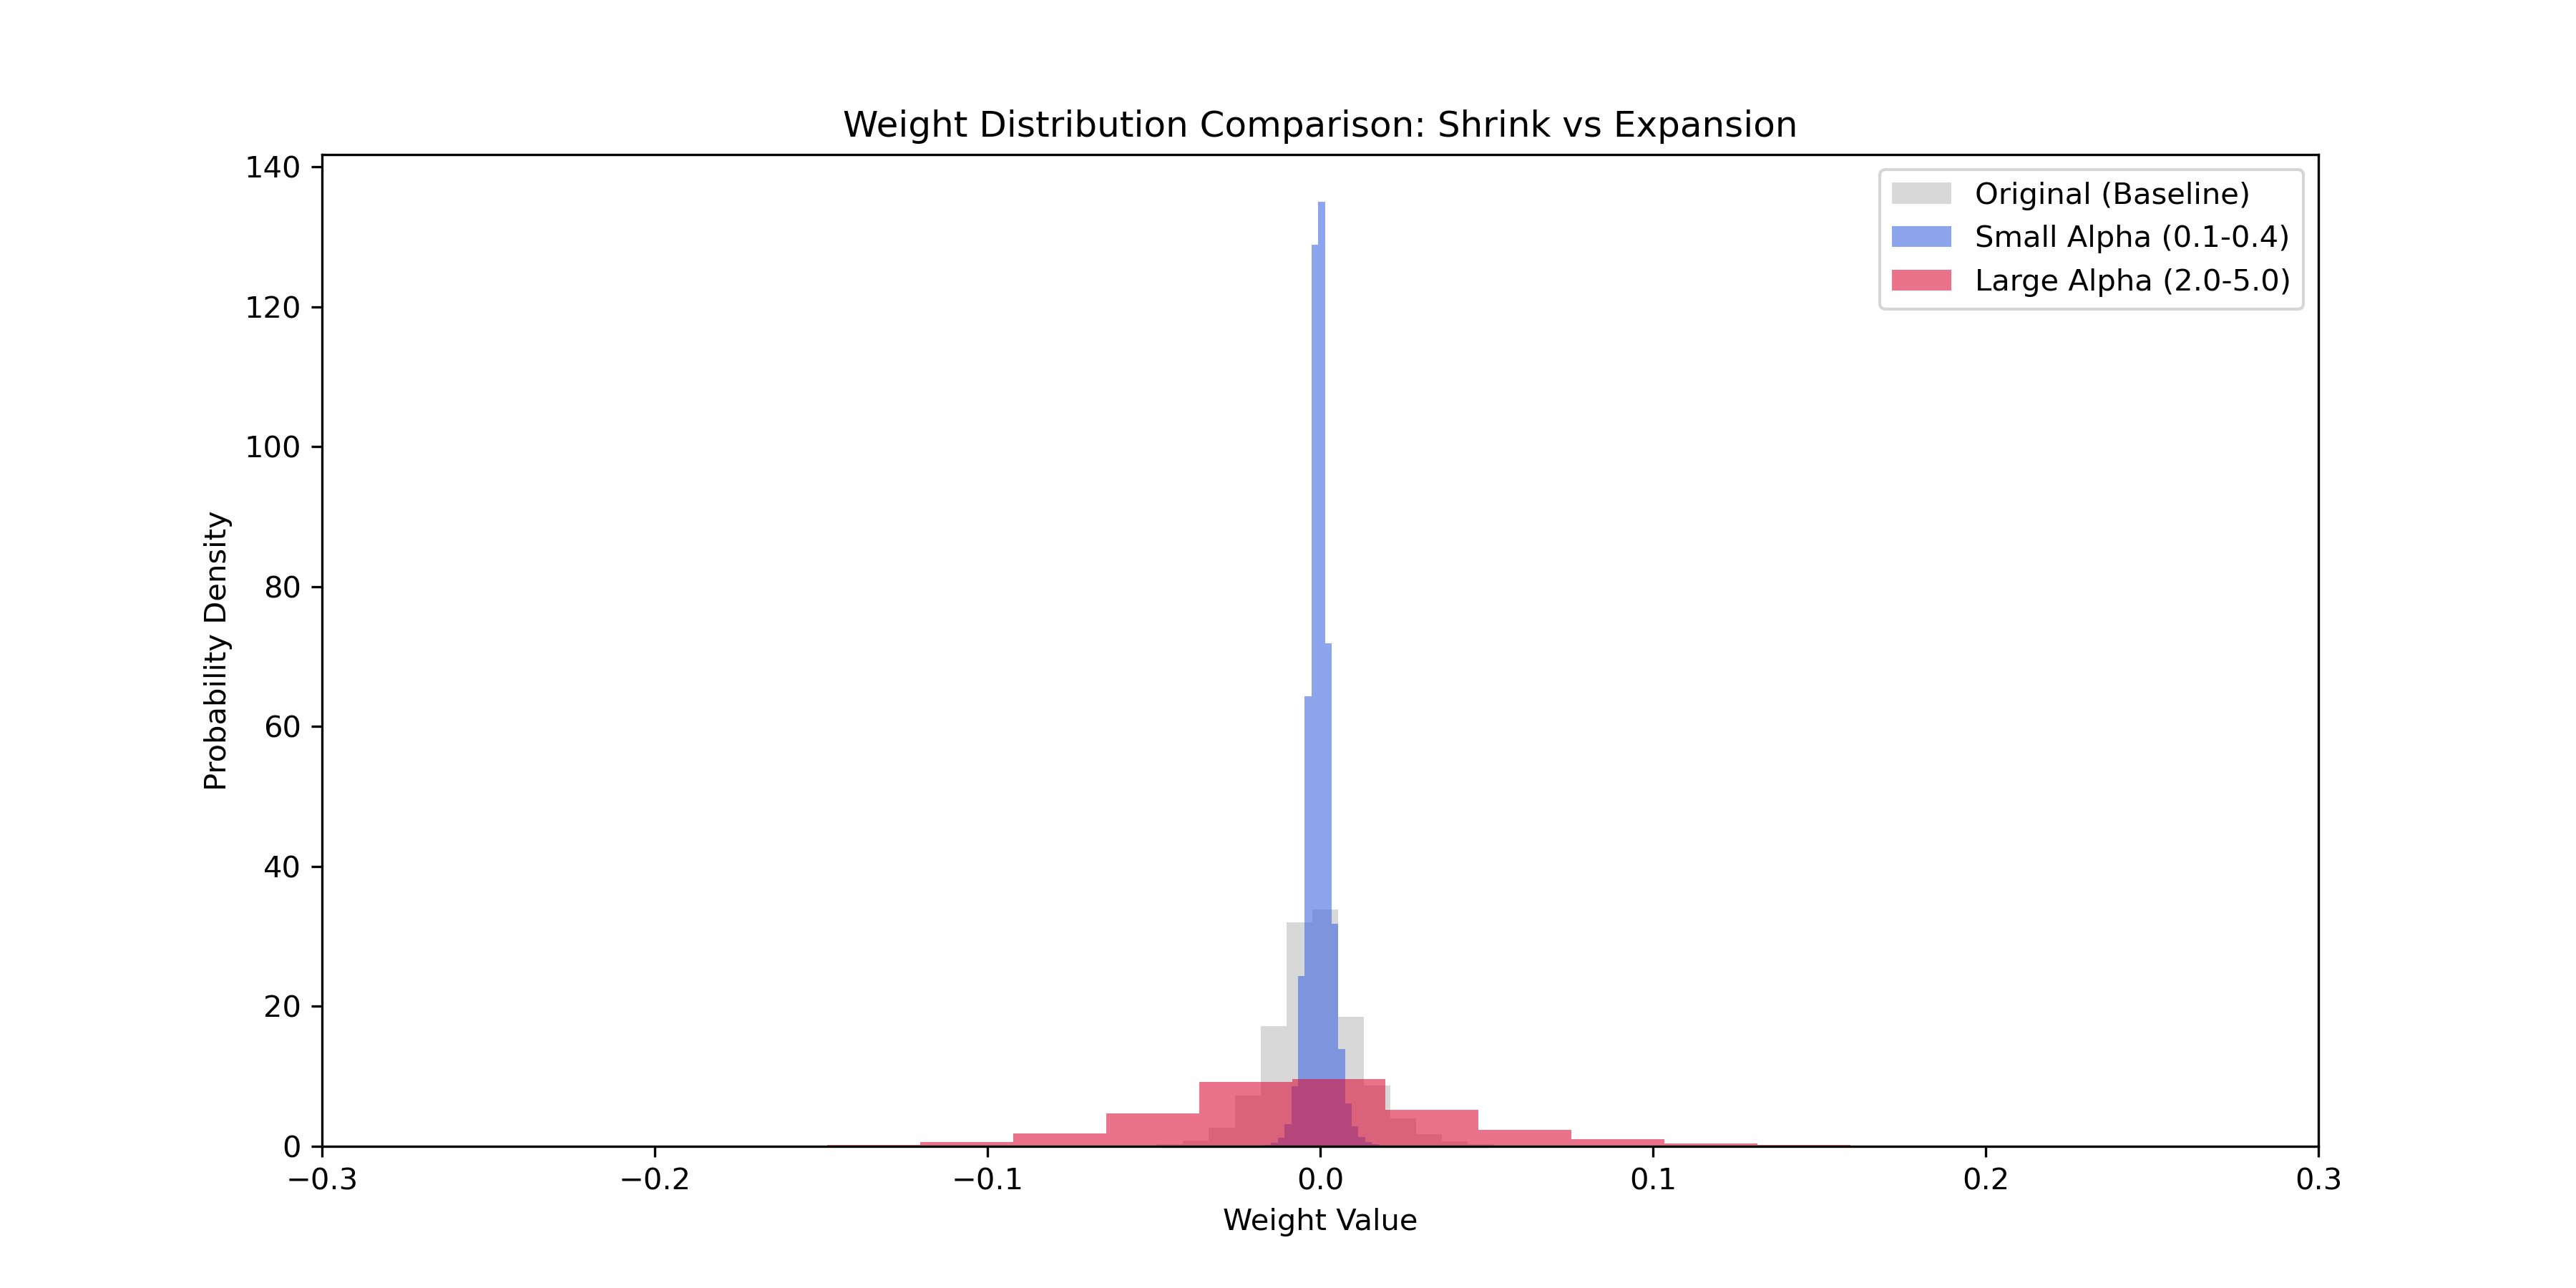 Weight Distribution Comparison: Shrink vs Expansion
140
120
100
80
60
40
20
0
Probability Density
Original (Baseline)
Small Alpha (0.1-0.4)
Large Alpha (2.0-5.0)
−0.3
−0.2
−0.1
0.0
0.1
0.2
0.3
Weight Value